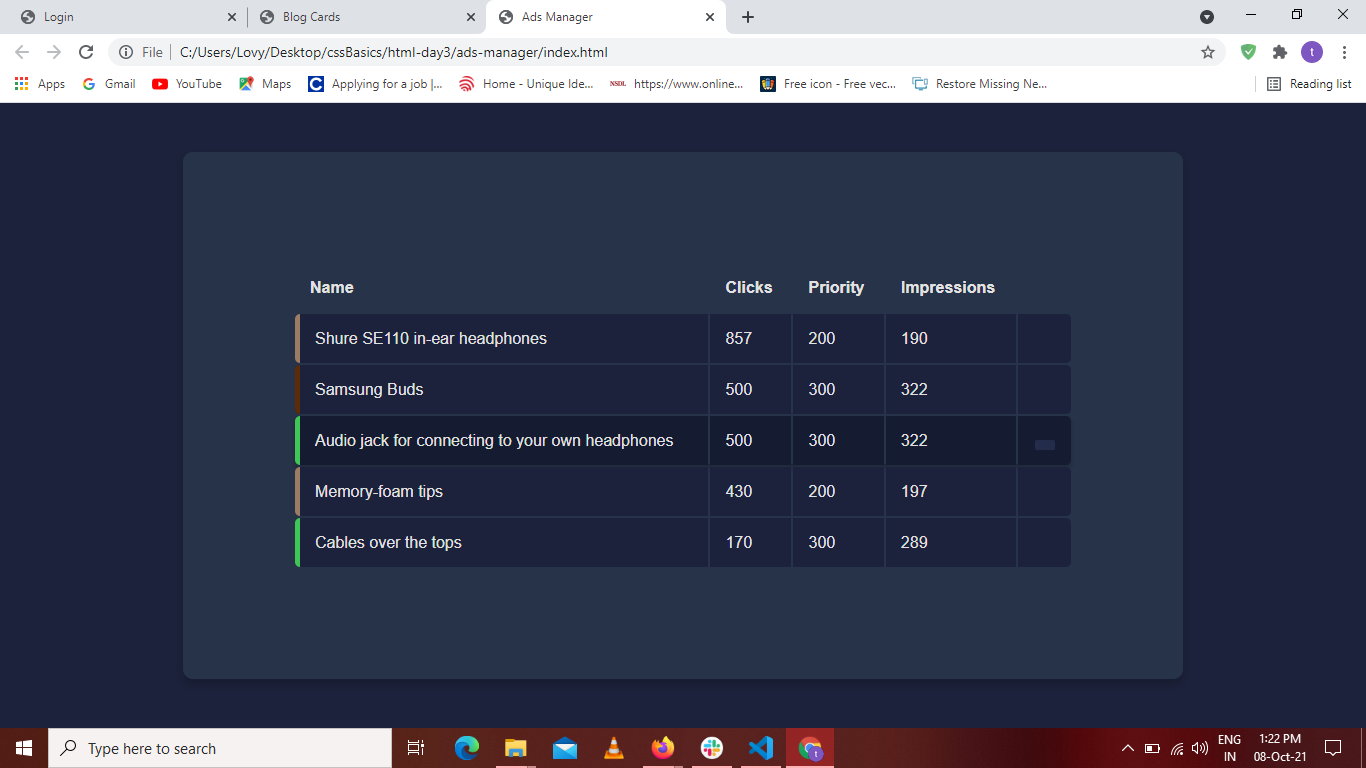 Login
Blog Cards
Ads Manager
File
C:/Users/Lovy/Desktop/cssBasics/html-day3/ads-manager/index.html
t
Apps
Gmail
YouTube
Maps
C
Applying for a job |...
Home - Unique Ide...
NSDL
https://www.online...
Free icon - Free vec...
Restore Missing Ne...
Reading list
Name Clicks Priority Impressions
Shure SE110 in-ear headphones 857 200 190
Samsung Buds 500 300 322
Audio jack for connecting to your own headphones 500 300 322
Memory-foam tips 430 200 197
Cables over the tops 170 300 289
Type here to search
t
ENG
IN
1:22 PM
08-Oct-21